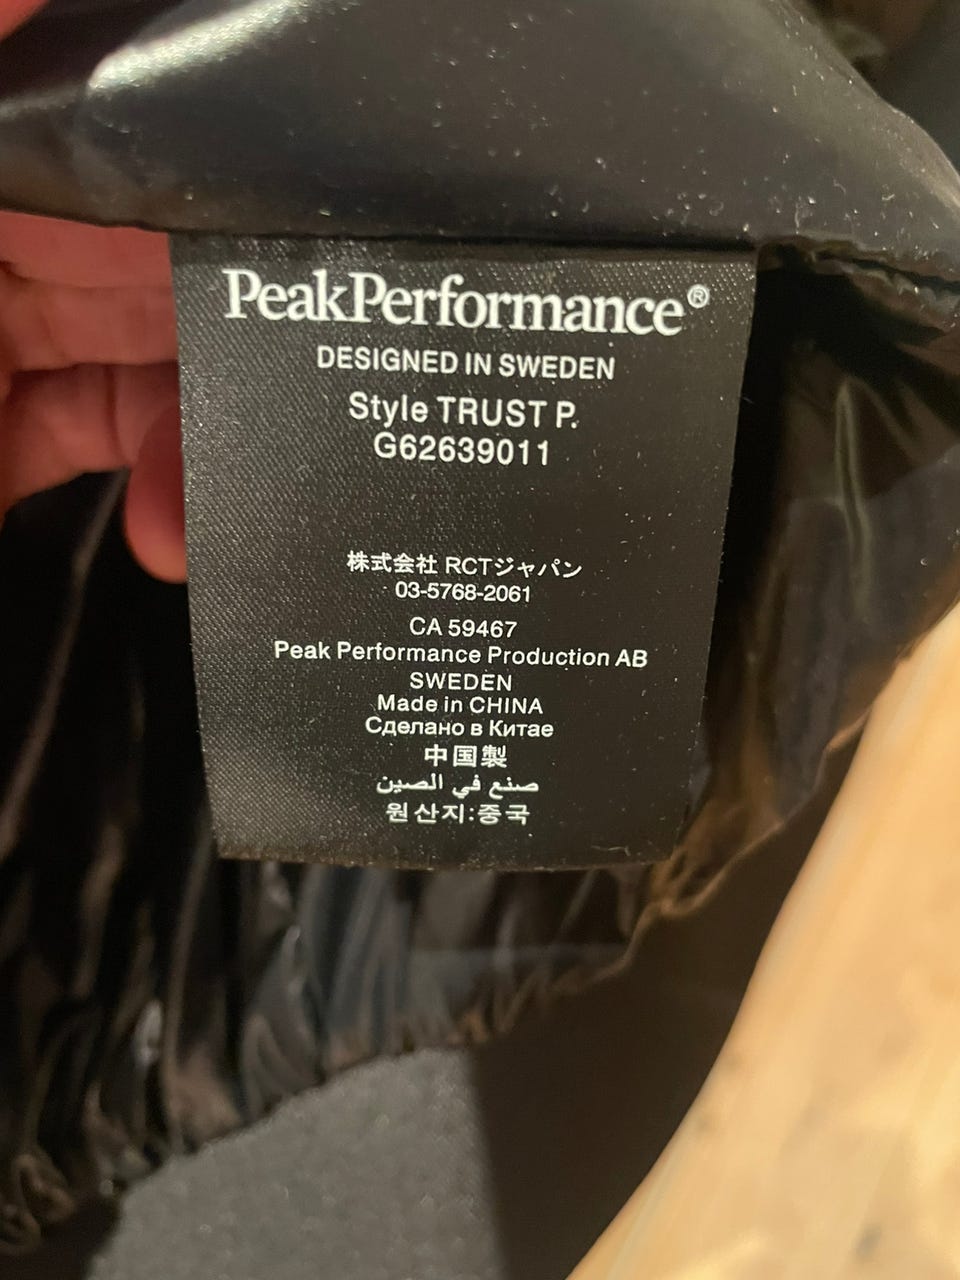 PeakPerformance®
DESIGNED IN SWEDEN
Style TRUST P.
G62639011
株式会社 RCTジャパン
03-5768-2061
CA 59467
Peak Performance Production AB
SWEDEN
Made in CHINA
Сделано в Китае
中国製
صنع في الصين
원산지:중국